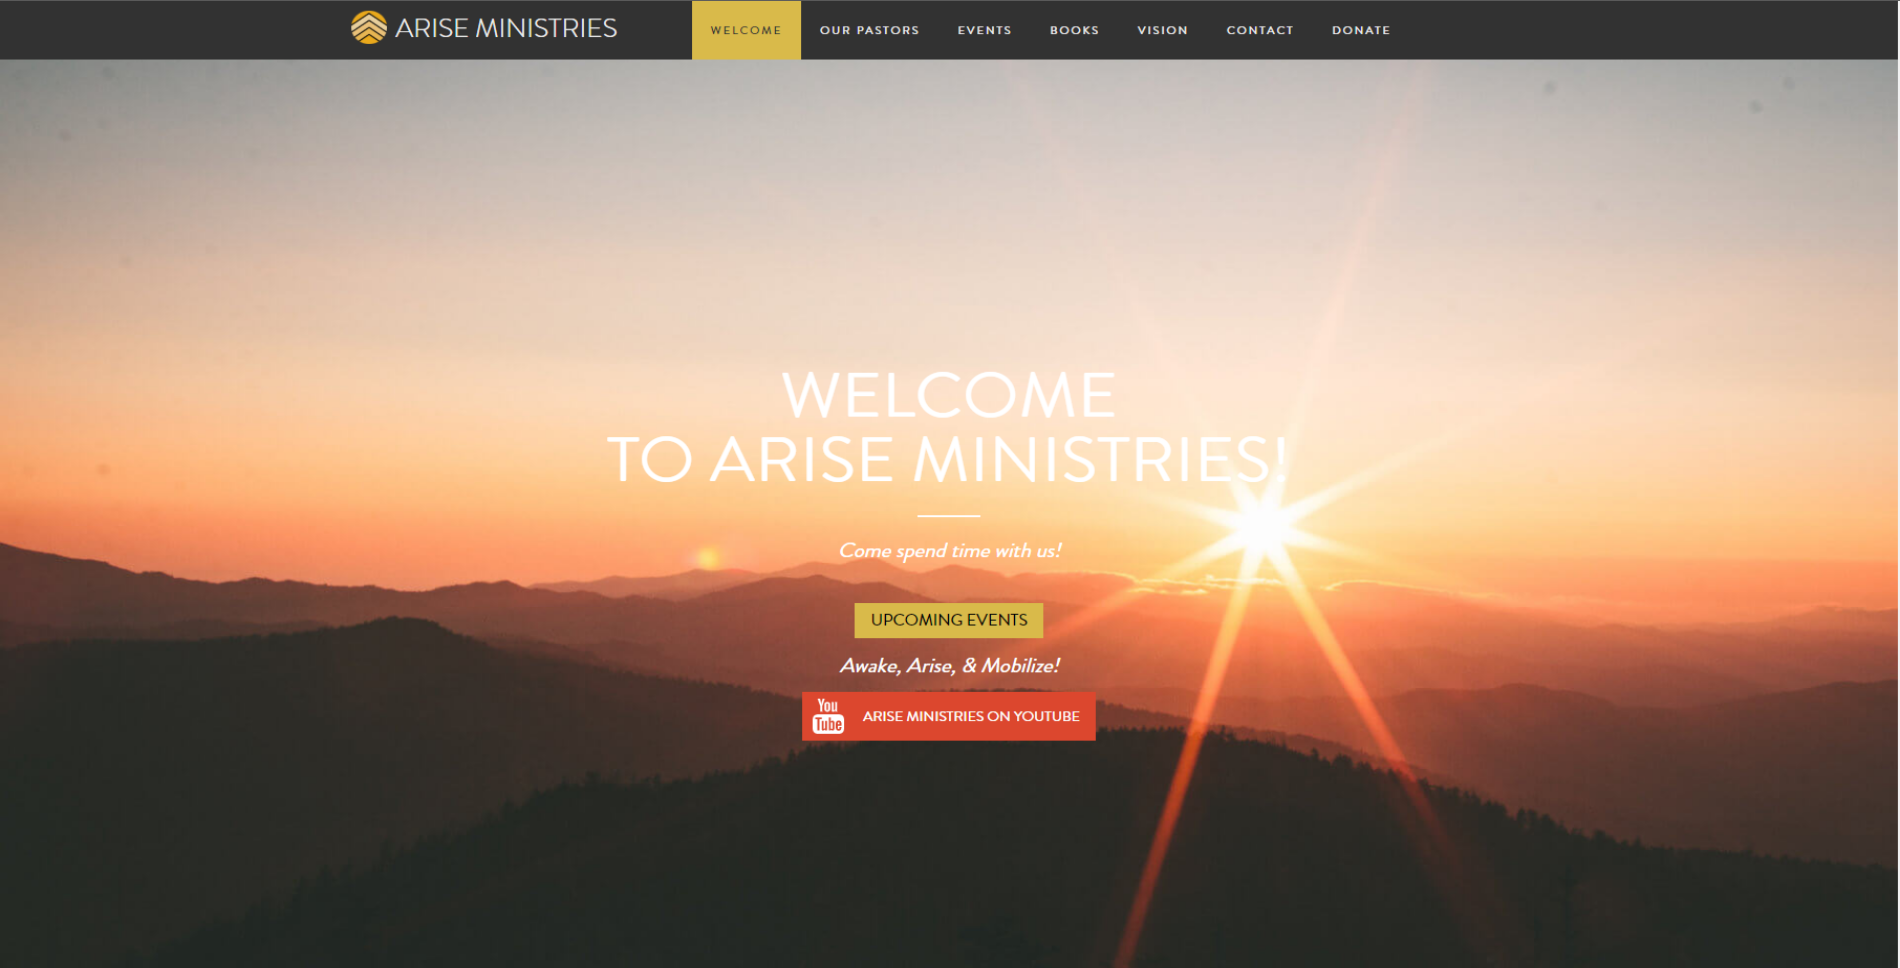 ARISE MINISTRIES
WELCOME
OUR PASTORS
EVENTS
BOOKS
VISION
CONTACT
DONATE
WELCOME
TO ARISE MINISTRIES!
Come spend time with us!
UPCOMING EVENTS
Awake, Arise, & Mobilize!
You
Tube
ARISE MINISTRIES ON YOUTUBE